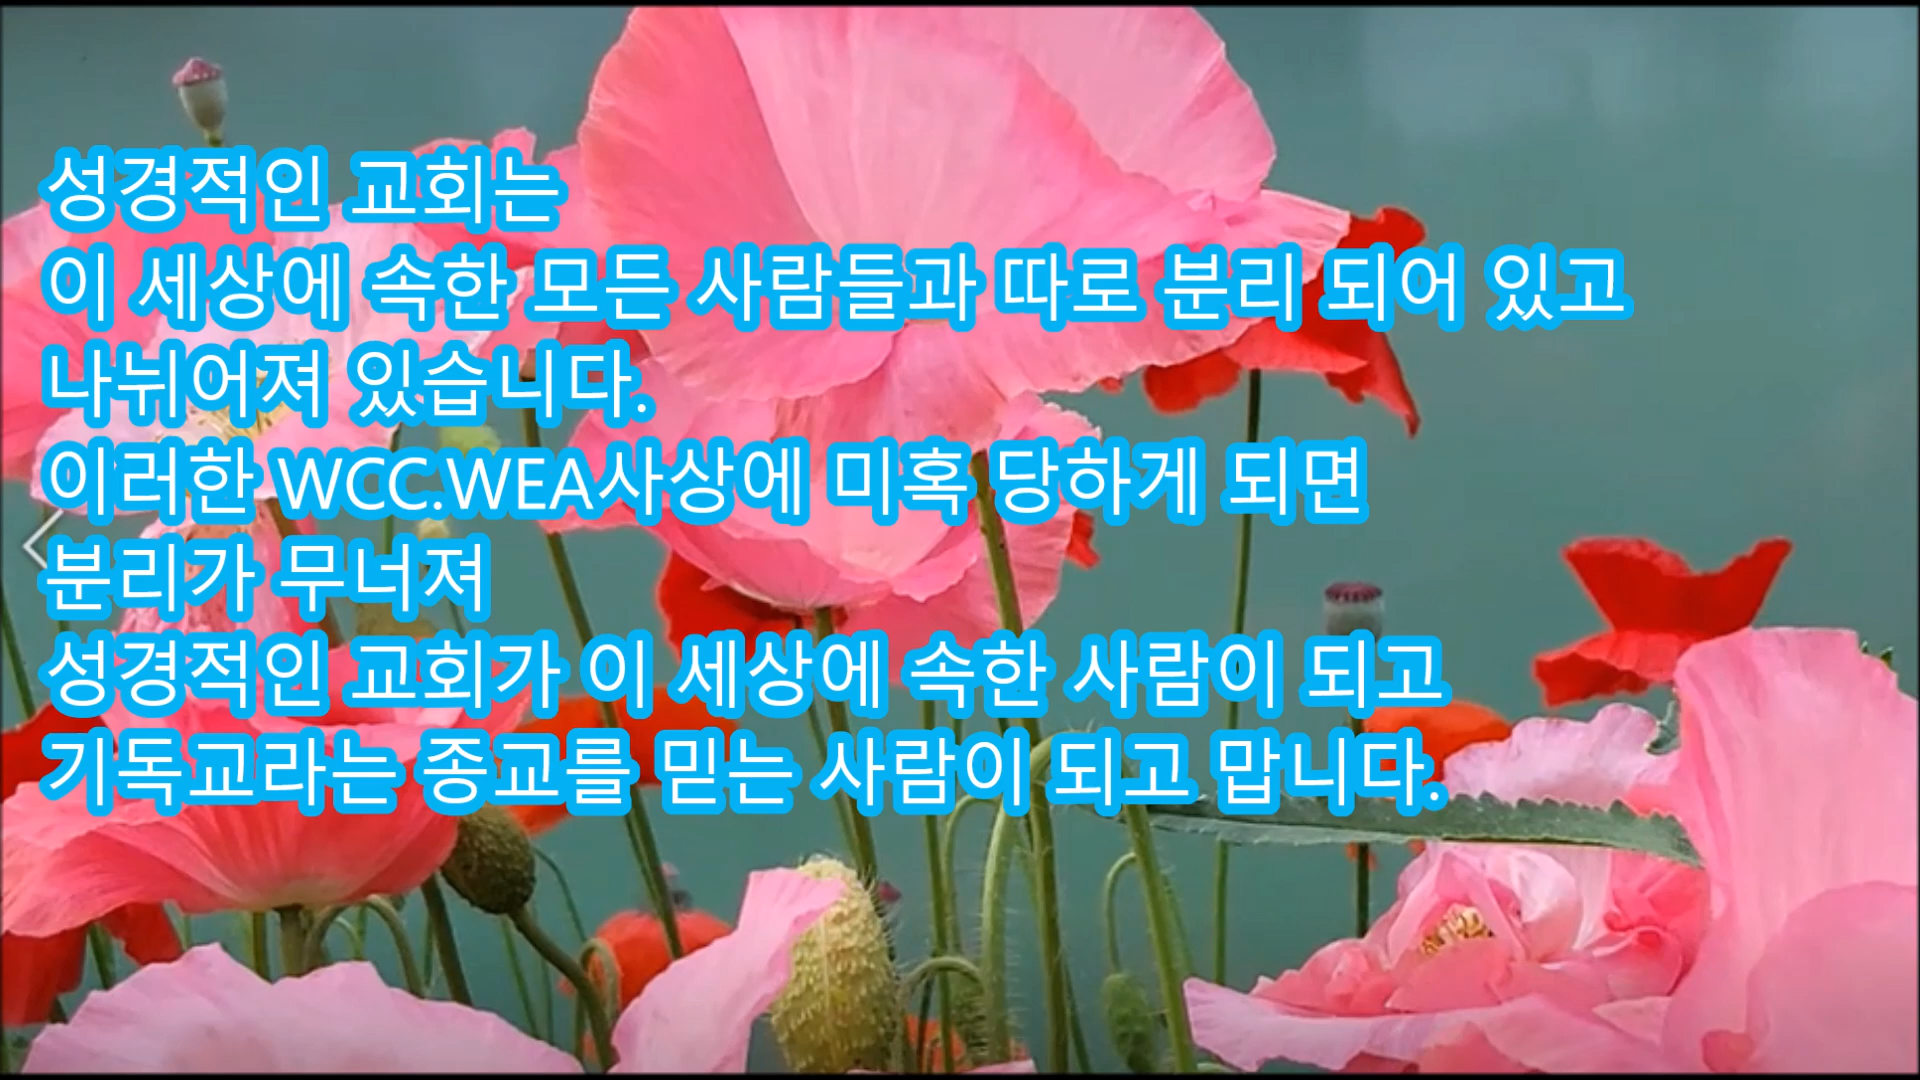 성경적인 교회는
이 세상에 속한 모든 사람들과 따로 분리 되어 있고
나뉘어져 있습니다.
이러한 WCC.WEA사상에 미혹 당하게 되면
분리가 무너져
성경적인 교회가 이 세상에 속한 사람이 되고
기독교라는 종교를 믿는 사람이 되고 맙니다.